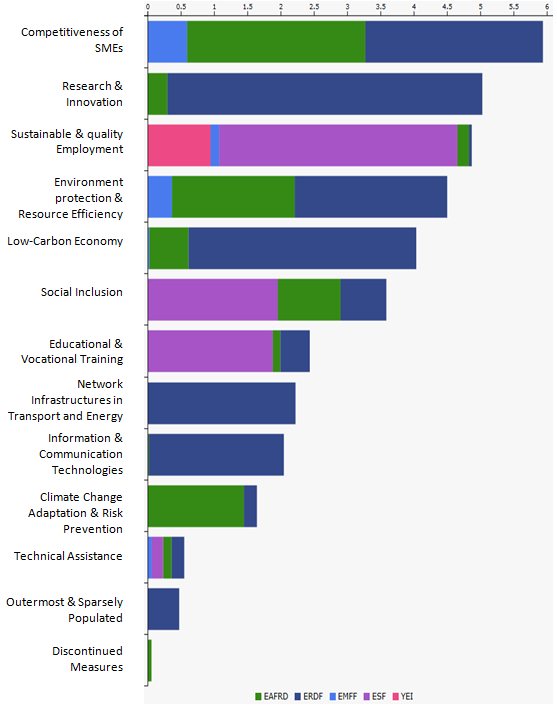 0 0.5 1 1.5 2 2.5 3 3.5 4 4.5 5 5.5 6
Competitiveness of
SMEs
Research &
Innovation
Sustainable & quality
Employment
Environment
protection &
Resource Efficiency
Low-Carbon Economy
Social Inclusion
Educational &
Vocational Training
Network
Infrastructures in
Transport and Energy
Information &
Communication
Technologies
Climate Change
Adaptation & Risk
Prevention
Technical Assistance
Outermost & Sparsely
Populated
Discontinued
Measures
EAFRD ERDF EMFF ESF YEI